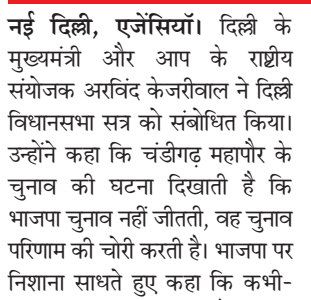 नई दिल्ली, एजेंसियॉ। दिल्ली के
मुख्यमंत्री और आप के राष्ट्रीय
संयोजक अरविंद केजरीवाल ने दिल्ली
विधानसभा सत्र को संबोधित किया।
उन्होंने कहा कि चंडीगढ़ महापौर के
चुनाव की घटना दिखाती है कि
भाजपा चुनाव नहीं जीतती, वह चुनाव
परिणाम की चोरी करती है। भाजपा पर
निशाना साधते हुए कहा कि कभी-